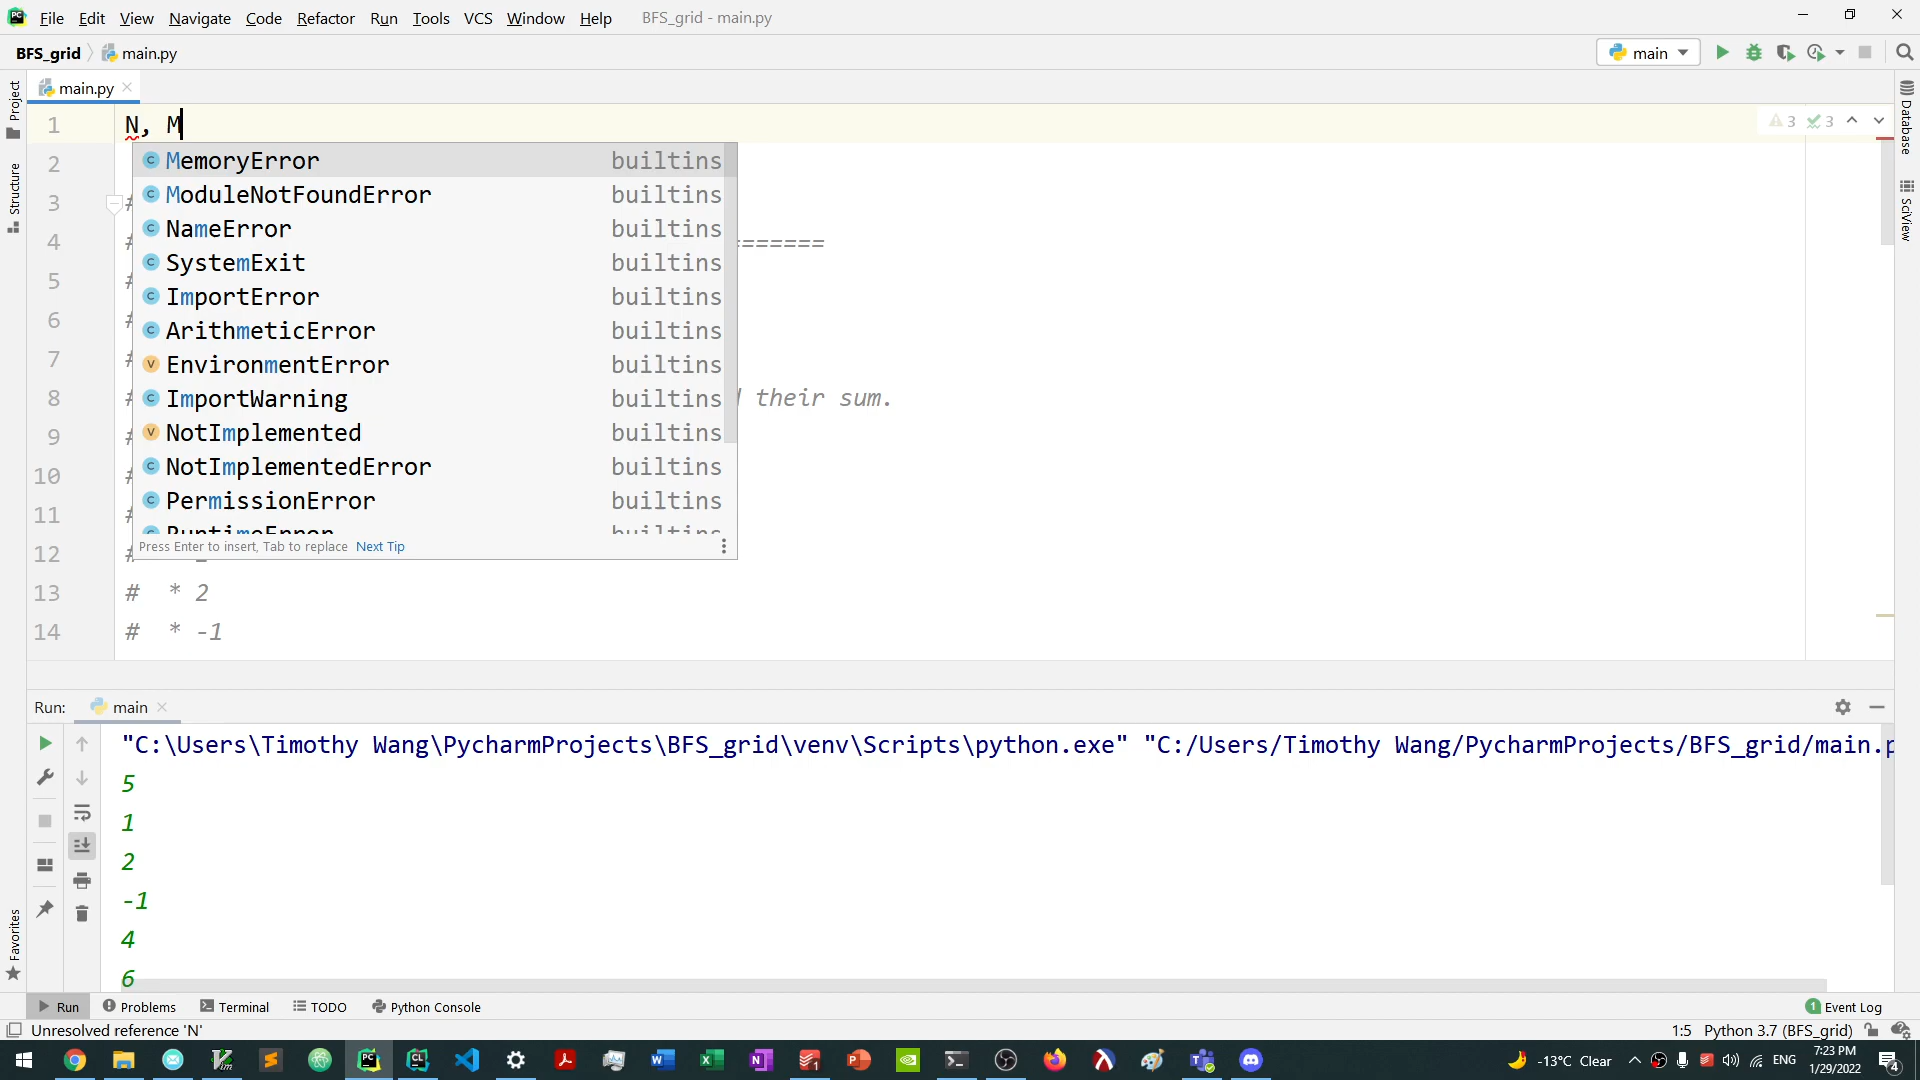 File Edit View Navigate Code Refactor Run Tools VCS Window Help BFS_grid - main.py
BFS_grid main.py main
main.py
Project
Structure
Favorites
Database
SciView
3 3
1 N, M
2
3 #
4 # =======
5 #
6 #
7 #
8 # their sum.
9 #
10 #
11 #
12 #
13 # * 2
14 # * -1
MemoryError builtins
ModuleNotFoundError builtins
NameError builtins
SystemExit builtins
ImportError builtins
ArithmeticError builtins
EnvironmentError builtins
ImportWarning builtins
NotImplemented builtins
NotImplementedError builtins
PermissionError builtins
RuntimeError builtins
Press Enter to insert, Tab to replace Next Tip
Run: main
"C:\Users\Timothy Wang\PycharmProjects\BFS_grid\venv\Scripts\python.exe" "C:/Users/Timothy Wang/PycharmProjects/BFS_grid/main.p
5
1
2
-1
4
6
Run Problems Terminal TODO Python Console 1 Event Log
Unresolved reference 'N' 1:5 Python 3.7 (BFS_grid)
-13°C Clear ENG 7:23 PM
1/29/2022 4